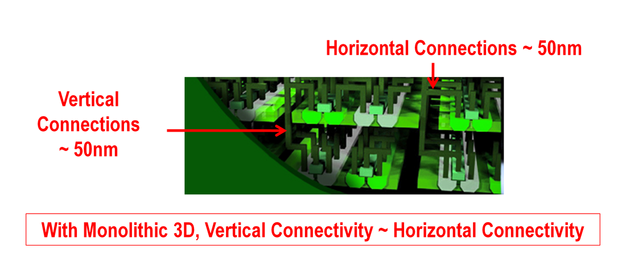 Horizontal Connections ~ 50nm
Vertical
Connections
~ 50nm
With Monolithic 3D, Vertical Connectivity ~ Horizontal Connectivity